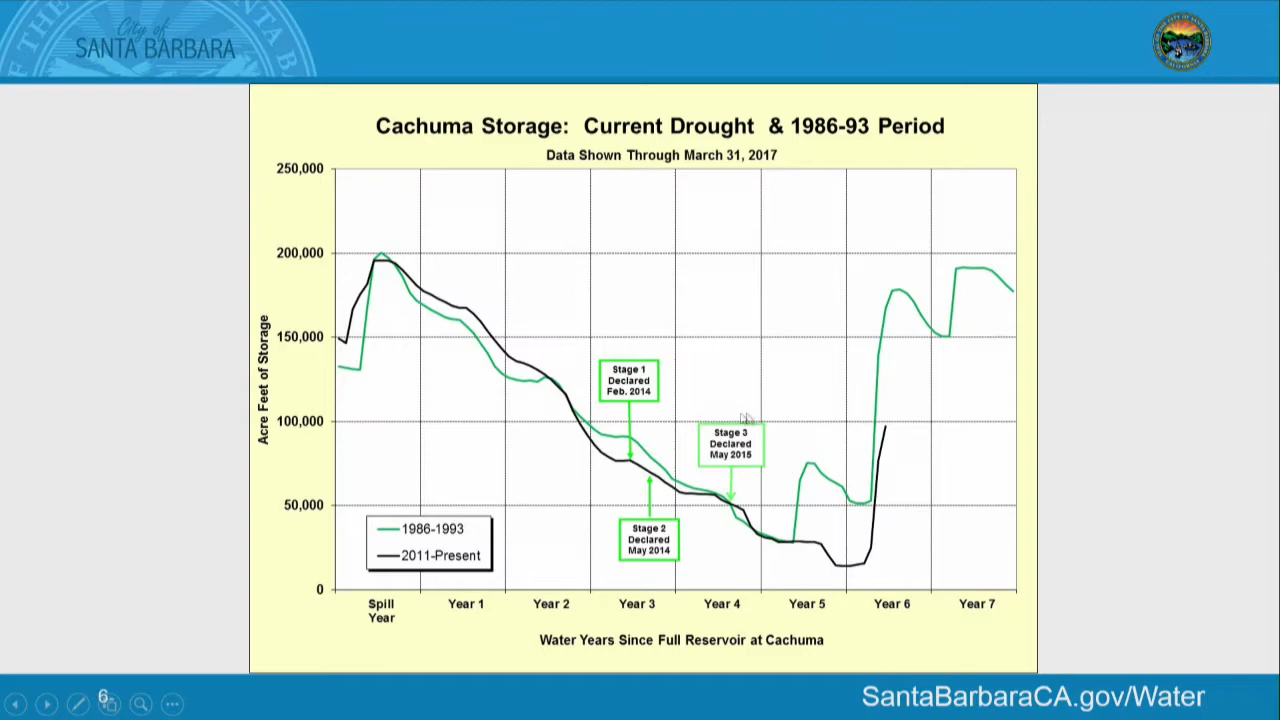 City of
SANTA BARBARA
Cachuma Storage: Current Drought & 1986-93 Period
Data Shown Through March 31, 2017
Acre Feet of Storage
250,000
200,000
150,000
100,000
50,000
0
Stage 1
Declared
Feb. 2014
Stage 3
Declared
May 2015
Stage 2
Declared
May 2014
1986-1993
2011-Present
Spill
Year
Year 1
Year 2
Year 3
Year 4
Year 5
Year 6
Year 7
Water Years Since Full Reservoir at Cachuma
6
SantaBarbaraCA.gov/Water